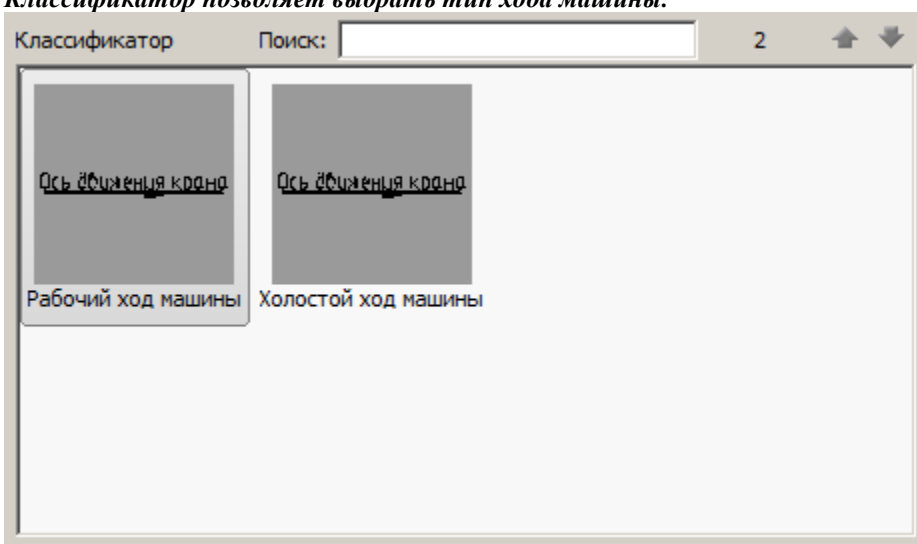 Классификатор позволяет выбрать тип хода машины.
Классификатор Поиск: 2
Ось движения крана Ось движения крана
Рабочий ход машины Холостой ход машины